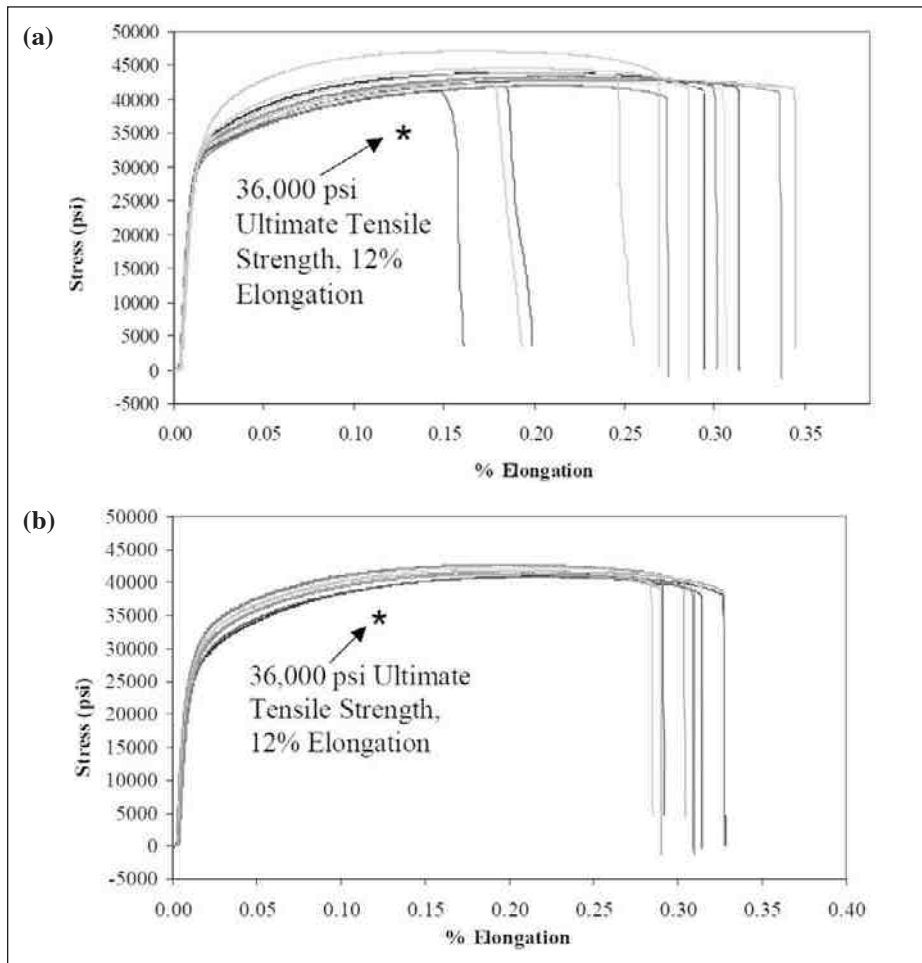 (a)
50000
45000
40000
35000
30000
25000
20000
15000
10000
5000
0
-5000
Stress (psi)
*
36,000 psi
Ultimate Tensile
Strength, 12%
Elongation
0.00 0.05 0.10 0.15 0.20 0.25 0.30 0.35
% Elongation
(b)
50000
45000
40000
35000
30000
25000
20000
15000
10000
5000
0
-5000
Stress (psi)
*
36,000 psi Ultimate
Tensile Strength,
12% Elongation
0.00 0.05 0.10 0.15 0.20 0.25 0.30 0.35 0.40
% Elongation